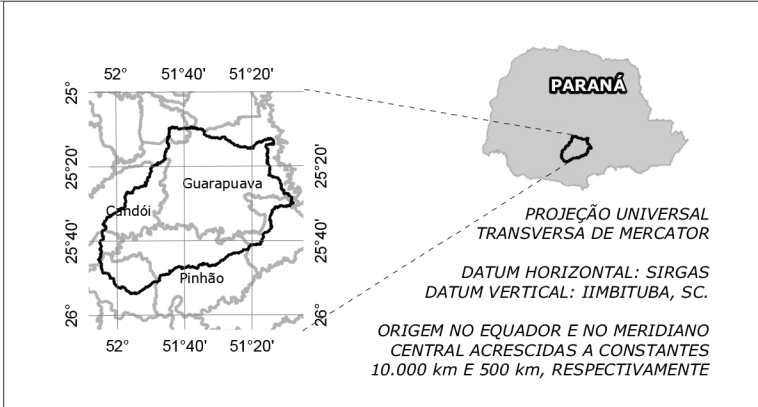 52° 51°40' 51°20'
25°
25°20'
25°40'
26°
25°20'
25°40'
26°
Guarapuava
Candói
Pinhão
52° 51°40' 51°20'
PARANÁ
PROJEÇÃO UNIVERSAL
TRANSVERSA DE MERCATOR
DATUM HORIZONTAL: SIRGAS
DATUM VERTICAL: IIMBITUBA, SC.
ORIGEM NO EQUADOR E NO MERIDIANO
CENTRAL ACRESCIDAS A CONSTANTES
10.000 km E 500 km, RESPECTIVAMENTE